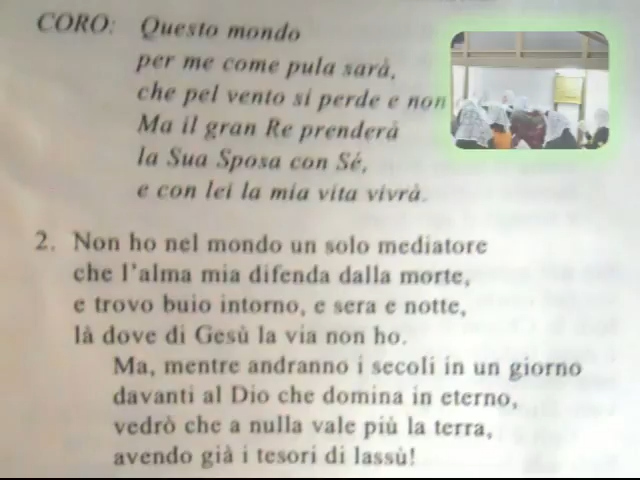 CORO: Questo mondo
per me come pula sarà,
che pel vento si perde e non
Ma il gran Re prenderà
la Sua Sposa con Sé,
e con lei la mia vita vivrà.
2. Non ho nel mondo un solo mediatore
che l'alma mia difenda dalla morte,
e trovo buio intorno, e sera e notte,
là dove di Gesù la via non ho.
Ma, mentre andranno i secoli in un giorno
davanti al Dio che domina in eterno,
vedrò che a nulla vale più la terra,
avendo già i tesori di lassù!